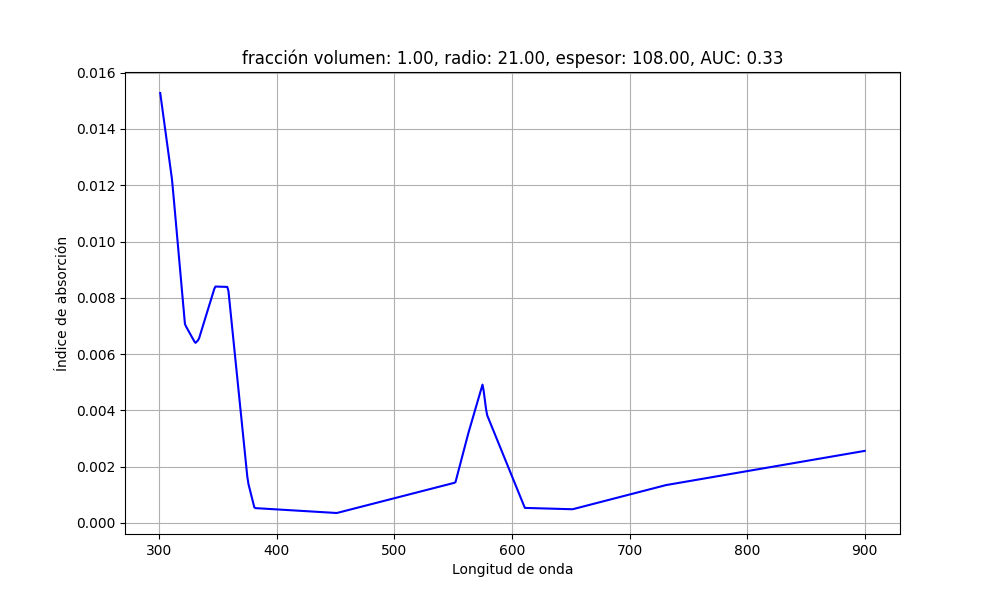 fracción volumen: 1.00, radio: 21.00, espesor: 108.00, AUC: 0.33
0.016
0.014
0.012
0.010
0.008
0.006
0.004
0.002
0.000
Índice de absorción
300 400 500 600 700 800 900
Longitud de onda